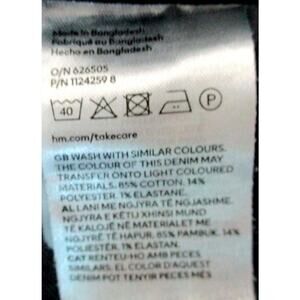 Made in Bangladesh
Fabriqué au Bangladesh
Hecho en Bangladesh
O/N 626505
P/N 1124259 8
40
P
hm.com/takecare
GB WASH WITH SIMILAR COLOURS.
THE COLOUR OF THIS DENIM MAY
TRANSFER ONTO LIGHT COLOURED
MATERIALS. 85% COTTON. 14%
POLYESTER. 1% ELASTANE.
AL LANI ME NGJYRA TË NGJASHME.
NGJYRA E KËTIJ XHINSI MUND
TË KALOJË NË MATERIALET ME
NGJYRË TË HAPUR. 85% PAMBUK. 14%
POLIESTER. 1% ELASTAN.
CAT RENTEU-HO AMB PECES
SIMILARS. EL COLOR D'AQUEST
DENIM POT TENYIR PECES MÉS